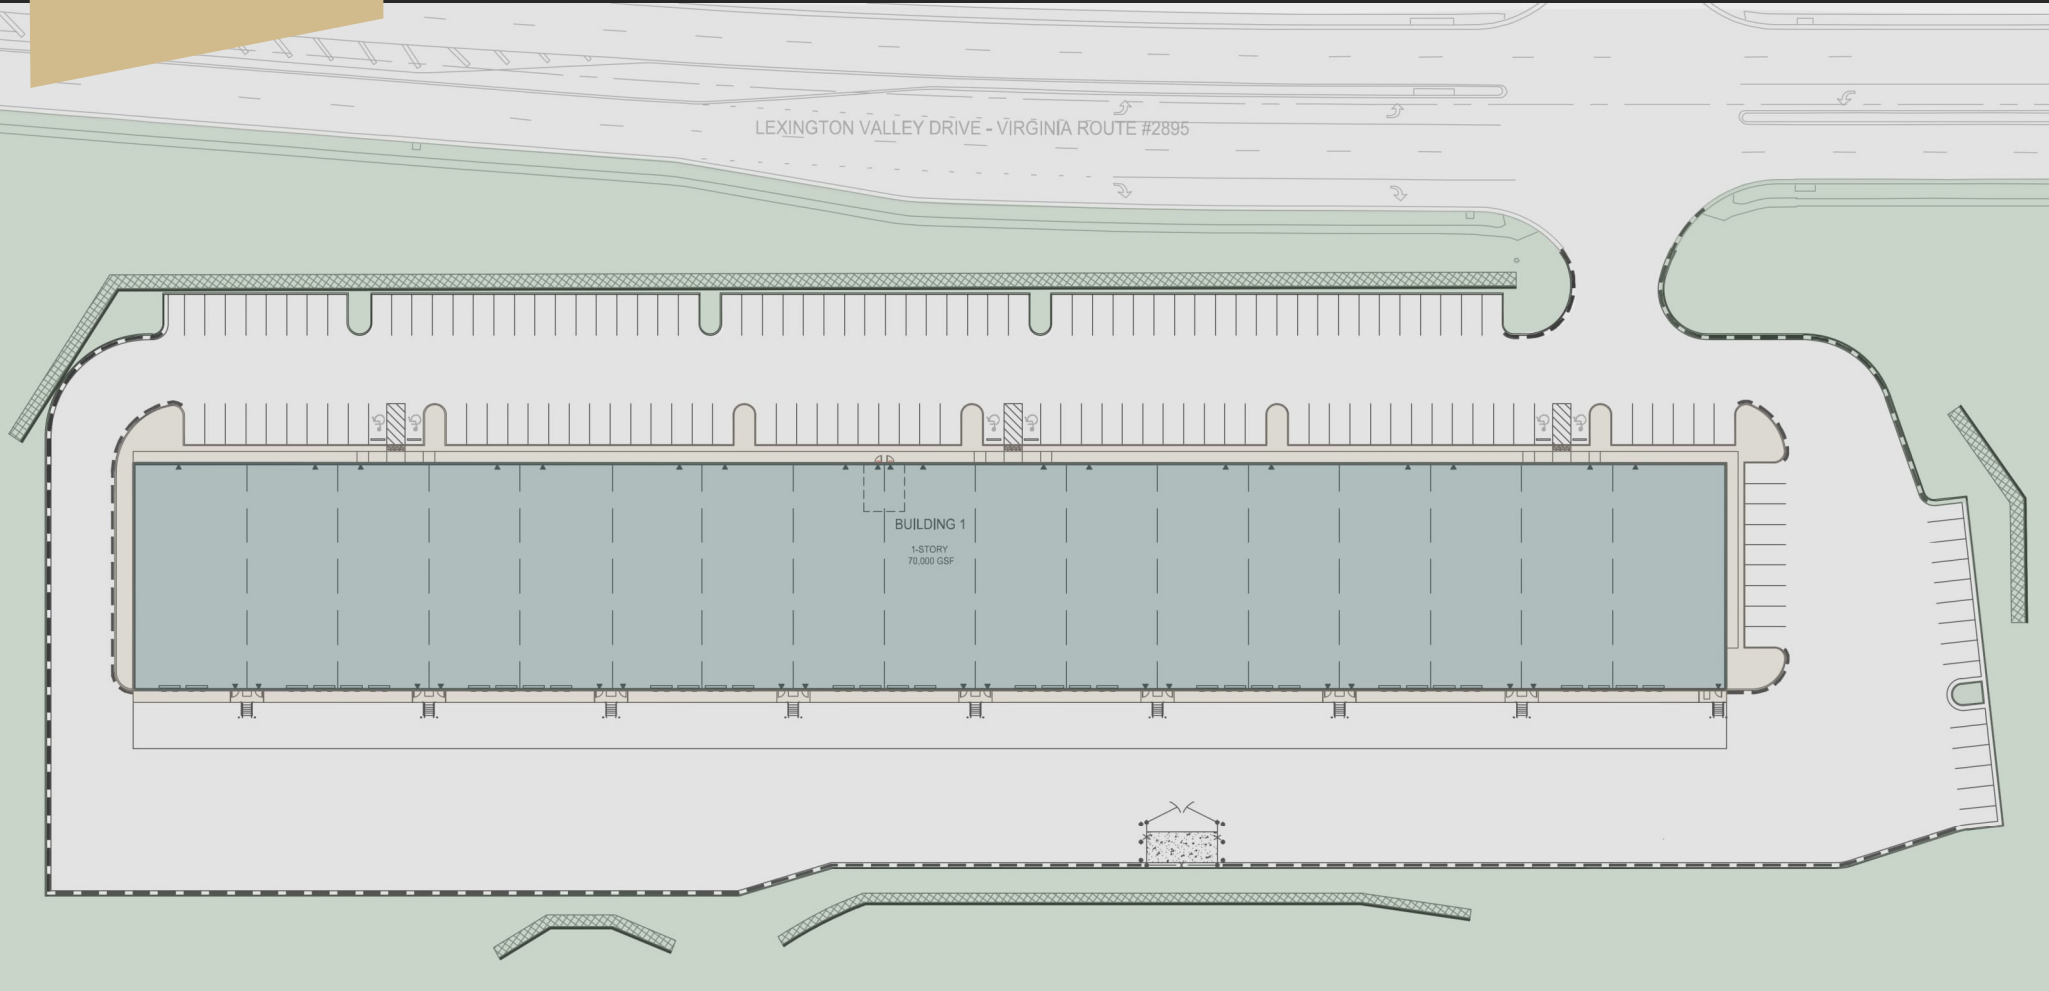 LEXINGTON VALLEY DRIVE - VIRGINIA ROUTE #2895
BUILDING 1
1-STORY
70,000 GSF